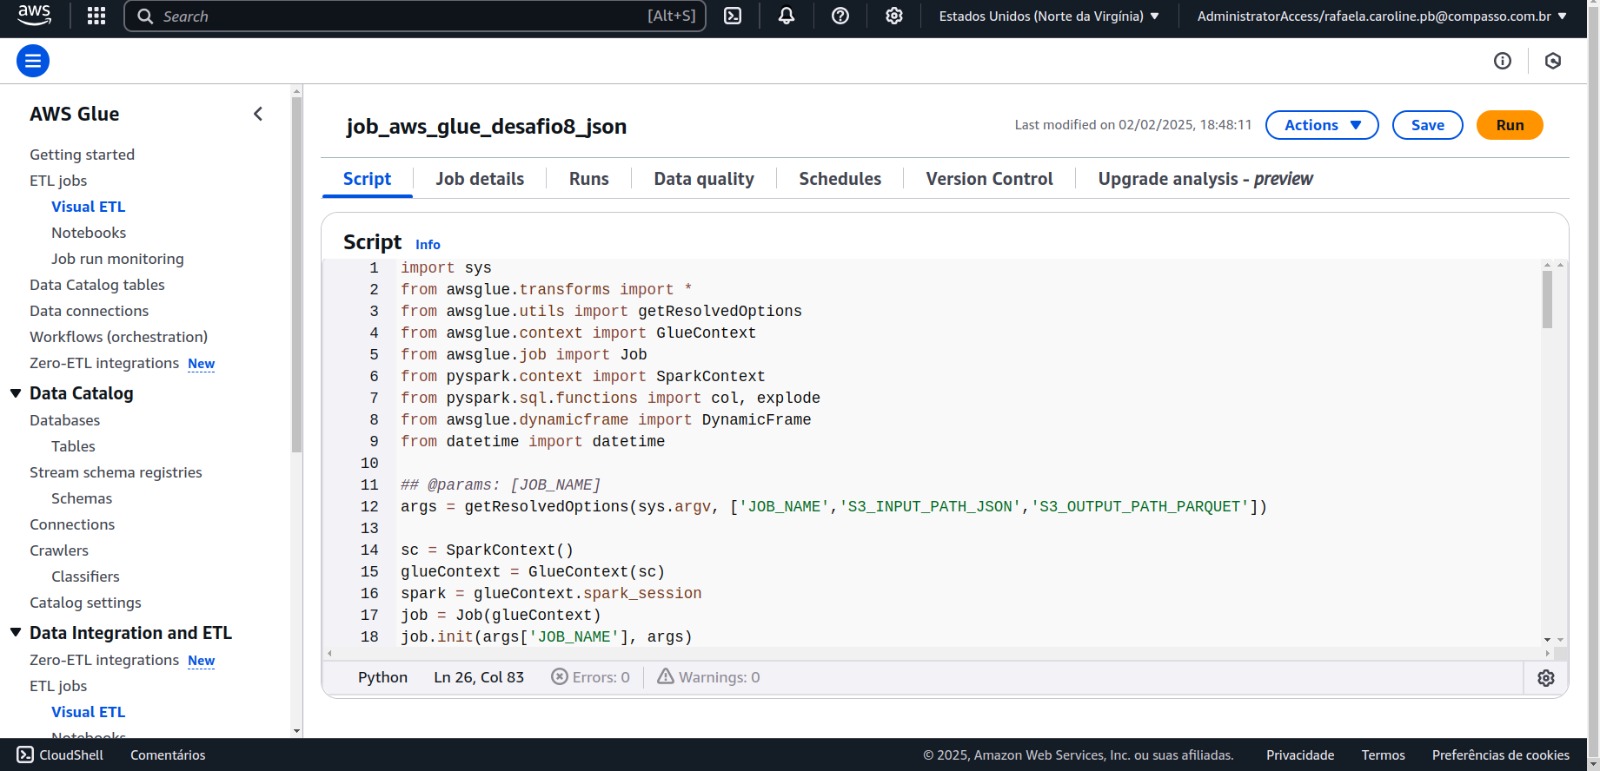 aws
Search
[Alt+S]
Estados Unidos (Norte da Virgínia)
AdministratorAccess/rafaela.caroline.pb@compasso.com.br
AWS Glue
Getting started
ETL jobs
Visual ETL
Notebooks
Job run monitoring
Data Catalog tables
Data connections
Workflows (orchestration)
Zero-ETL integrations New
Data Catalog
Databases
Tables
Stream schema registries
Schemas
Connections
Crawlers
Classifiers
Catalog settings
Data Integration and ETL
Zero-ETL integrations New
ETL jobs
Visual ETL
Notebooks
job_aws_glue_desafio8_json
Last modified on 02/02/2025, 18:48:11
Actions
Save
Run
Script
Job details
Runs
Data quality
Schedules
Version Control
Upgrade analysis - preview
Script Info
1 import sys
2 from awsglue.transforms import *
3 from awsglue.utils import getResolvedOptions
4 from awsglue.context import GlueContext
5 from awsglue.job import Job
6 from pyspark.context import SparkContext
7 from pyspark.sql.functions import col, explode
8 from awsglue.dynamicframe import DynamicFrame
9 from datetime import datetime
10
11 ## @params: [JOB_NAME]
12 args = getResolvedOptions(sys.argv, ['JOB_NAME','S3_INPUT_PATH_JSON','S3_OUTPUT_PATH_PARQUET'])
13
14 sc = SparkContext()
15 glueContext = GlueContext(sc)
16 spark = glueContext.spark_session
17 job = Job(glueContext)
18 job.init(args['JOB_NAME'], args)
Python Ln 26, Col 83 Errors: 0 Warnings: 0
CloudShell Comentários
© 2025, Amazon Web Services, Inc. ou suas afiliadas. Privacidade Termos Preferências de cookies